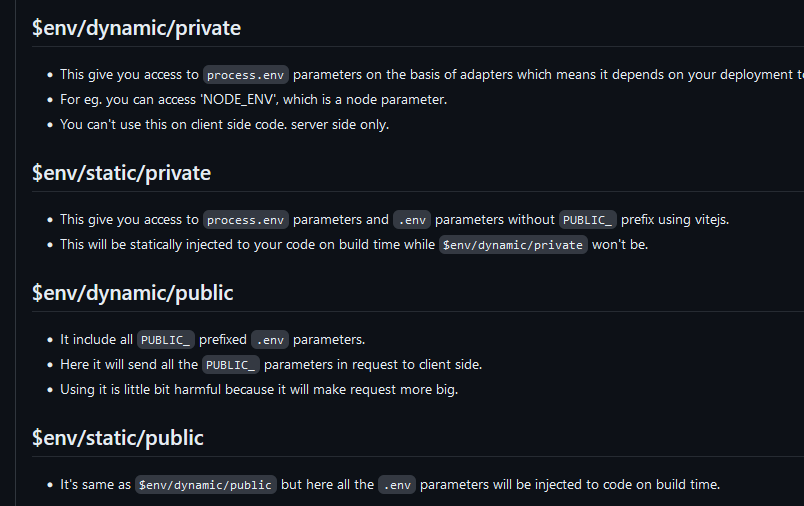 $env/dynamic/private
This give you access to process.env parameters on the basis of adapters which means it depends on your deployment
For eg. you can access 'NODE_ENV', which is a node parameter.
You can't use this on client side code. server side only.
$env/static/private
This give you access to process.env parameters and .env parameters without PUBLIC_ prefix using vitejs.
This will be statically injected to your code on build time while $env/dynamic/private won't be.
$env/dynamic/public
It include all PUBLIC_ prefixed .env parameters.
Here it will send all the PUBLIC_ parameters in request to client side.
Using it is little bit harmful because it will make request more big.
$env/static/public
It's same as $env/dynamic/public but here all the .env parameters will be injected to code on build time.